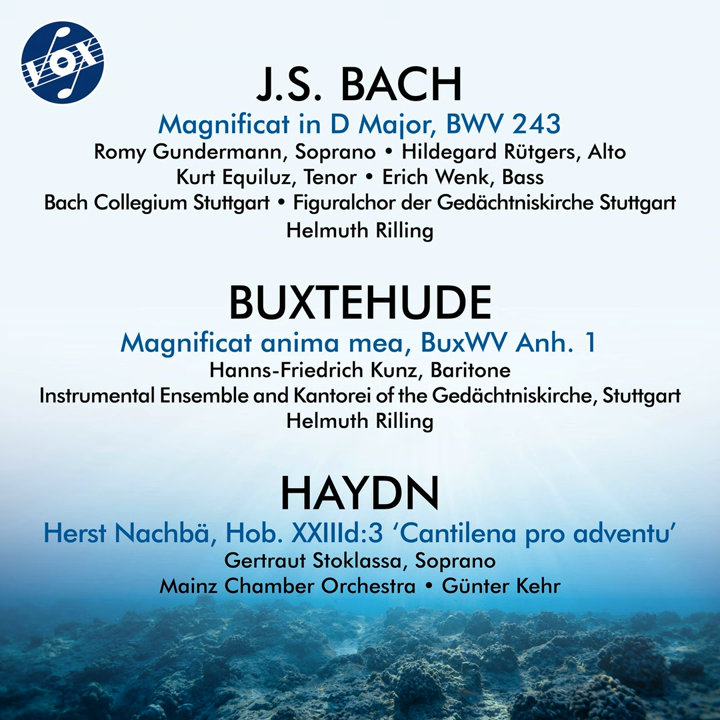 VOX
J.S. BACH
Magnificat in D Major, BWV 243
Romy Gundermann, Soprano • Hildegard Rütgers, Alto
Kurt Equiluz, Tenor • Erich Wenk, Bass
Bach Collegium Stuttgart • Figuralchor der Gedächtniskirche Stuttgart
Helmuth Rilling
BUXTEHUDE
Magnificat anima mea, BuxWV Anh. 1
Hanns-Friedrich Kunz, Baritone
Instrumental Ensemble and Kantorei of the Gedächtniskirche, Stuttgart
Helmuth Rilling
HAYDN
Herst Nachbä, Hob. XXIIId:3 ‘Cantilena pro adventu’
Gertraut Stoklassa, Soprano
Mainz Chamber Orchestra • Günter Kehr